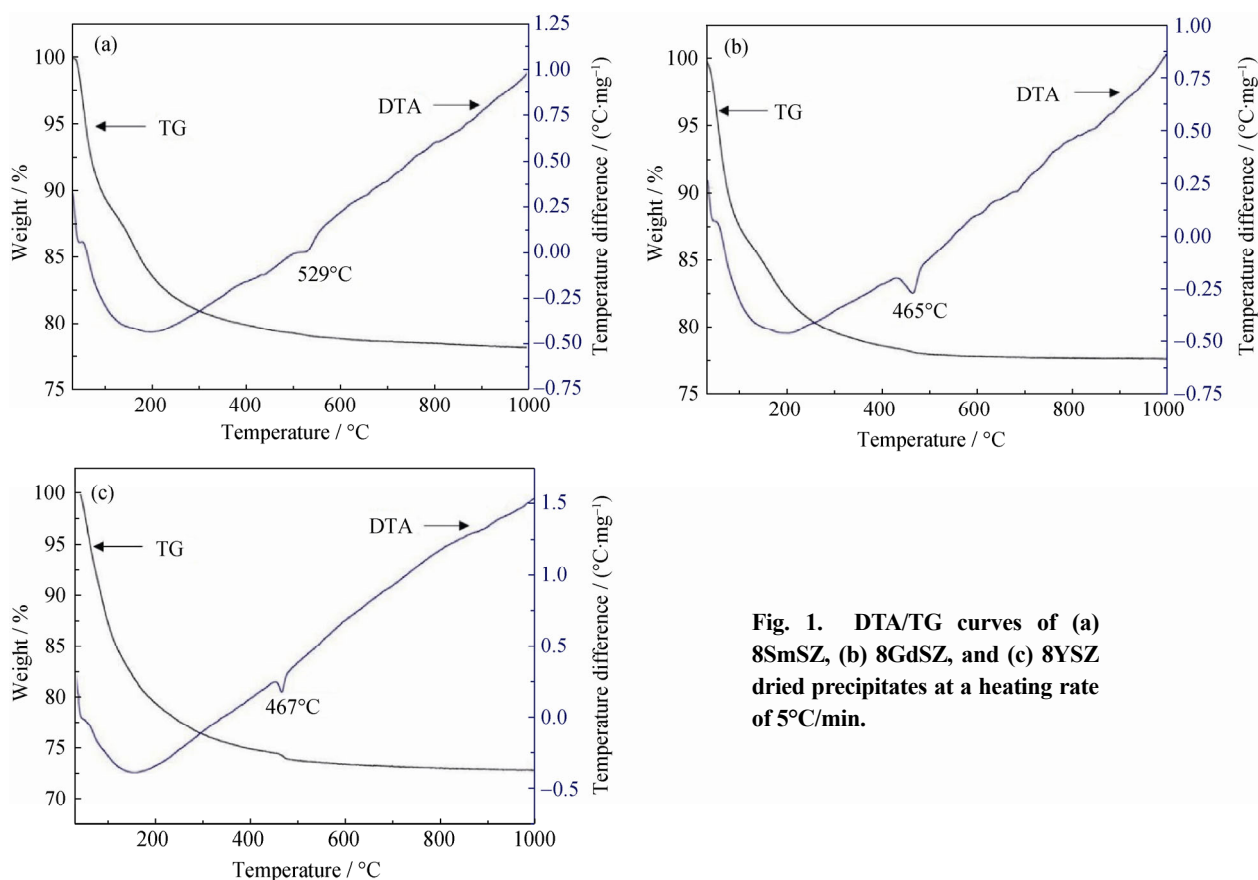 (a)
TG
DTA
529°C
Weight / %
100
95
90
85
80
75
200
400
600
800
1000
Temperature / °C
1.25
1.00
0.75
0.50
0.25
0.00
−0.25
−0.50
−0.75
Temperature difference / (°C·mg⁻¹)
(b)
TG
DTA
465°C
Weight / %
100
95
90
85
80
75
200
400
600
800
1000
Temperature / °C
1.00
0.75
0.50
0.25
0.00
−0.25
−0.50
−0.75
Temperature difference / (°C·mg⁻¹)
(c)
TG
DTA
467°C
Weight / %
100
95
90
85
80
75
70
200
400
600
800
1000
Temperature / °C
1.5
1.0
0.5
0.0
−0.5
Temperature difference / (°C·mg⁻¹)
Fig. 1. DTA/TG curves of (a)
8SmSZ, (b) 8GdSZ, and (c) 8YSZ
dried precipitates at a heating rate
of 5°C/min.